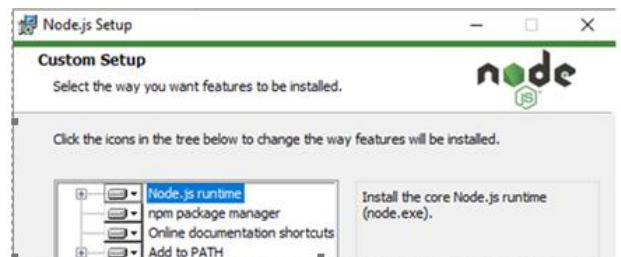 Node.js Setup
Custom Setup
Select the way you want features to be installed.
node
JS
Click the icons in the tree below to change the way features will be installed.
Node.js runtime
npm package manager
Online documentation shortcuts
Add to PATH
Install the core Node.js runtime
(node.exe).